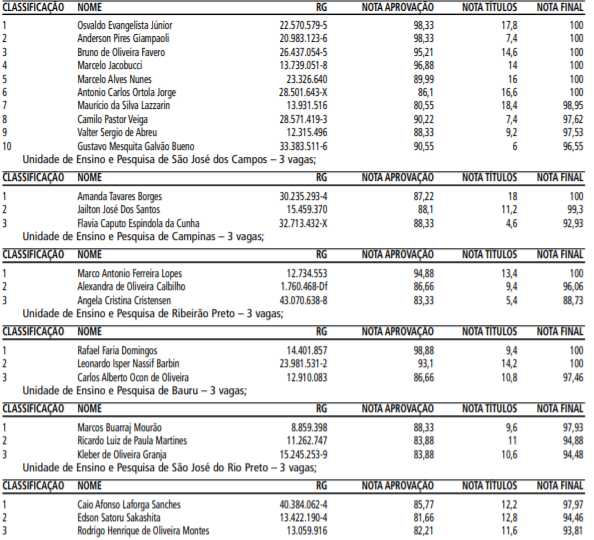 CLASSIFICAÇÃO NOME RG NOTA APROVAÇÃO NOTA TÍTULOS NOTA FINAL
1 Osvaldo Evangelista Júnior 22.570.579-5 98,33 17,8 100
2 Anderson Pires Giampaoli 20.983.123-6 98,33 7,4 100
3 Bruno de Oliveira Favero 26.437.054-5 95,21 14,6 100
4 Marcelo Jacobucci 13.739.051-8 96,88 14 100
5 Marcelo Alves Nunes 23.326.640 89,99 16 100
6 Antonio Carlos Ortola Jorge 28.501.643-X 86,1 16,6 100
7 Maurício da Silva Lazzarin 13.931.516 80,55 18,4 98,95
8 Camilo Pastor Veiga 28.571.419-3 90,22 7,4 97,62
9 Valter Sergio de Abreu 12.315.496 88,33 9,2 97,53
10 Gustavo Mesquita Galvão Bueno 33.383.511-6 90,55 6 96,55
Unidade de Ensino e Pesquisa de São José dos Campos – 3 vagas;
CLASSIFICAÇÃO NOME RG NOTA APROVAÇÃO NOTA TÍTULOS NOTA FINAL
1 Amanda Tavares Borges 30.235.293-4 87,22 18 100
2 Jailton José Dos Santos 15.459.370 88,1 11,2 99,3
3 Flavia Caputo Espindola da Cunha 32.713.432-X 88,33 4,6 92,93
Unidade de Ensino e Pesquisa de Campinas – 3 vagas;
CLASSIFICAÇÃO NOME RG NOTA APROVAÇÃO NOTA TÍTULOS NOTA FINAL
1 Marco Antonio Ferreira Lopes 12.734.553 94,88 13,4 100
2 Alexandra de Oliveira Calbilho 1.760.468-Df 86,66 9,4 96,06
3 Angela Cristina Cristensen 43.070.638-8 83,33 5,4 88,73
Unidade de Ensino e Pesquisa de Ribeirão Preto – 3 vagas;
CLASSIFICAÇÃO NOME RG NOTA APROVAÇÃO NOTA TÍTULOS NOTA FINAL
1 Rafael Faria Domingos 14.401.857 98,88 9,4 100
2 Leonardo Isper Nassif Barbin 23.981.531-2 93,1 14,2 100
3 Carlos Alberto Ocon de Oliveira 12.910.083 86,66 10,8 97,46
Unidade de Ensino e Pesquisa de Bauru – 3 vagas;
CLASSIFICAÇÃO NOME RG NOTA APROVAÇÃO NOTA TÍTULOS NOTA FINAL
1 Marcos Buarraj Mourão 8.859.398 88,33 9,6 97,93
2 Ricardo Luiz de Paula Martines 11.262.747 83,88 11 94,88
3 Kleber de Oliveira Granja 15.245.253-9 83,88 10,6 94,48
Unidade de Ensino e Pesquisa de São José do Rio Preto – 3 vagas;
CLASSIFICAÇÃO NOME RG NOTA APROVAÇÃO NOTA TÍTULOS NOTA FINAL
1 Caio Afonso Laforga Sanches 40.384.062-4 85,77 12,2 97,97
2 Edson Satoru Sakashita 13.422.190-4 81,66 12,8 94,46
3 Rodrigo Henrique de Oliveira Montes 13.059.916 82,21 11,6 93,81